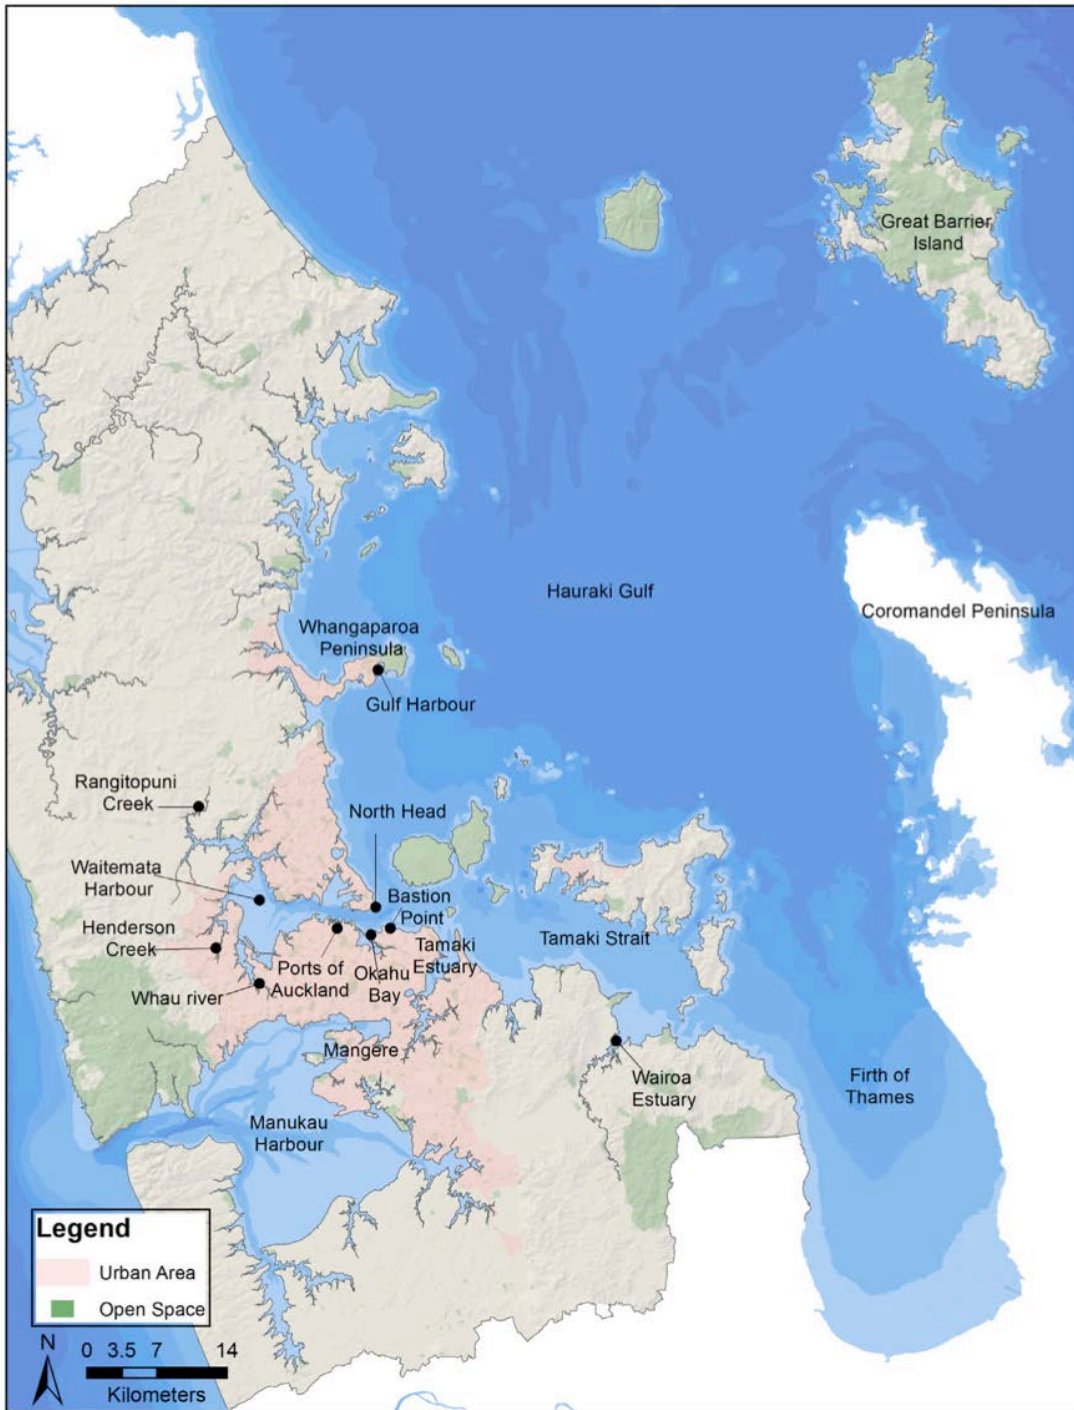 Great Barrier
Island
Hauraki Gulf
Coromandel Peninsula
Whangaparoa
Peninsula
Gulf Harbour
Rangitopuni
Creek
North Head
Waitemata
Harbour
Bastion
Point
Henderson
Creek
Tamaki Strait
Tamaki
Estuary
Ports of
Auckland
Okahu
Bay
Whau river
Mangere
Wairoa
Estuary
Firth of
Thames
Manukau
Harbour
Legend
Urban Area
Open Space
N
0 3.5 7 14
Kilometers